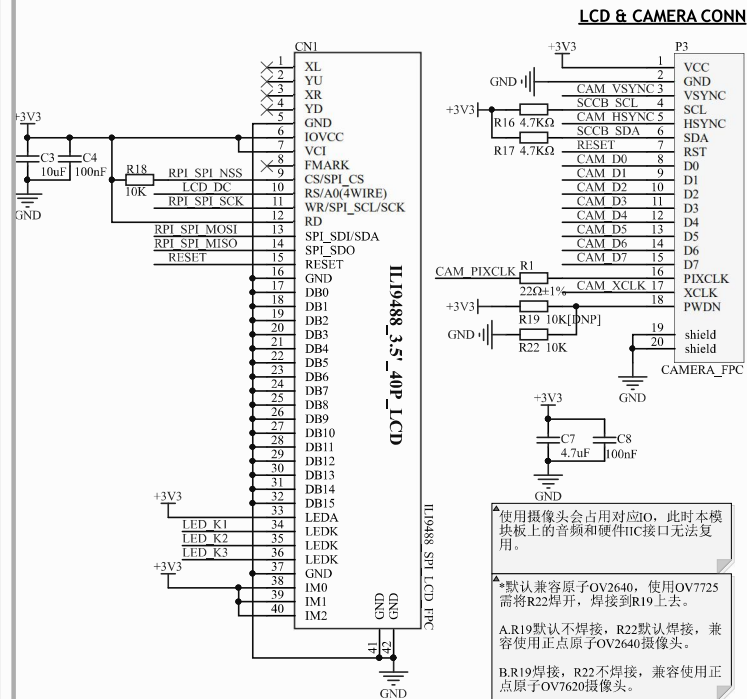 LCD & CAMERA CONN
CN1
1 XL
2 YU
3 XR
4 YD
5 GND
6 IOVCC
7 VCI
8 FMARK
9 CS/SPI_CS
10 RS/A0(4WIRE)
11 WR/SPI_SCL/SCK
12 RD
13 SPI_SDI/SDA
14 SPI_SDO
15 RESET
16 GND
17 DB0
18 DB1
19 DB2
20 DB3
21 DB4
22 DB5
23 DB6
24 DB7
25 DB8
26 DB9
27 DB10
28 DB11
29 DB12
30 DB13
31 DB14
32 DB15
33 LEDA
34 LEDK
35 LEDK
36 LEDK
37 GND
38 IM0
39 IM1
40 IM2
GND GND
41 42
GND
ILI9488_3.5'_40P_LCD
ILI9488_SPI_LCD_FPC
+3V3
C3 C4
10uF 100nF
GND
R18
10K
RPI_SPI_NSS
LCD_DC
RPI_SPI_SCK
RPI_SPI_MOSI
RPI_SPI_MISO
RESET
+3V3
LED_K1
LED_K2
LED_K3
+3V3
P3
+3V3
GND
+3V3
R16 4.7KΩ
R17 4.7KΩ
1 VCC
2 GND
CAM_VSYNC 3 VSYNC
SCCB_SCL 4 SCL
CAM_HSYNC 5 HSYNC
SCCB_SDA 6 SDA
RESET 7 RST
CAM_D0 8 D0
CAM_D1 9 D1
CAM_D2 10 D2
CAM_D3 11 D3
CAM_D4 12 D4
CAM_D5 13 D5
CAM_D6 14 D6
CAM_D7 15 D7
CAM_PIXCLK R1 16 PIXCLK
22Ω±1% CAM_XCLK 17 XCLK
+3V3 18 PWDN
R19 10K[DNP]
GND
R22 10K
19 shield
20 shield
GND
CAMERA_FPC
+3V3
C7 C8
4.7uF 100nF
GND
使用摄像头会占用对应IO，此时本模
块板上的音频和硬件IIC接口无法复
用。
*默认兼容原子OV2640，使用OV7725
需将R22焊开，焊接到R19上去。
A.R19默认不焊接，R22默认焊接，兼
容使用正点原子OV2640摄像头。
B.R19焊接，R22不焊接，兼容使用正
点原子OV7620摄像头。